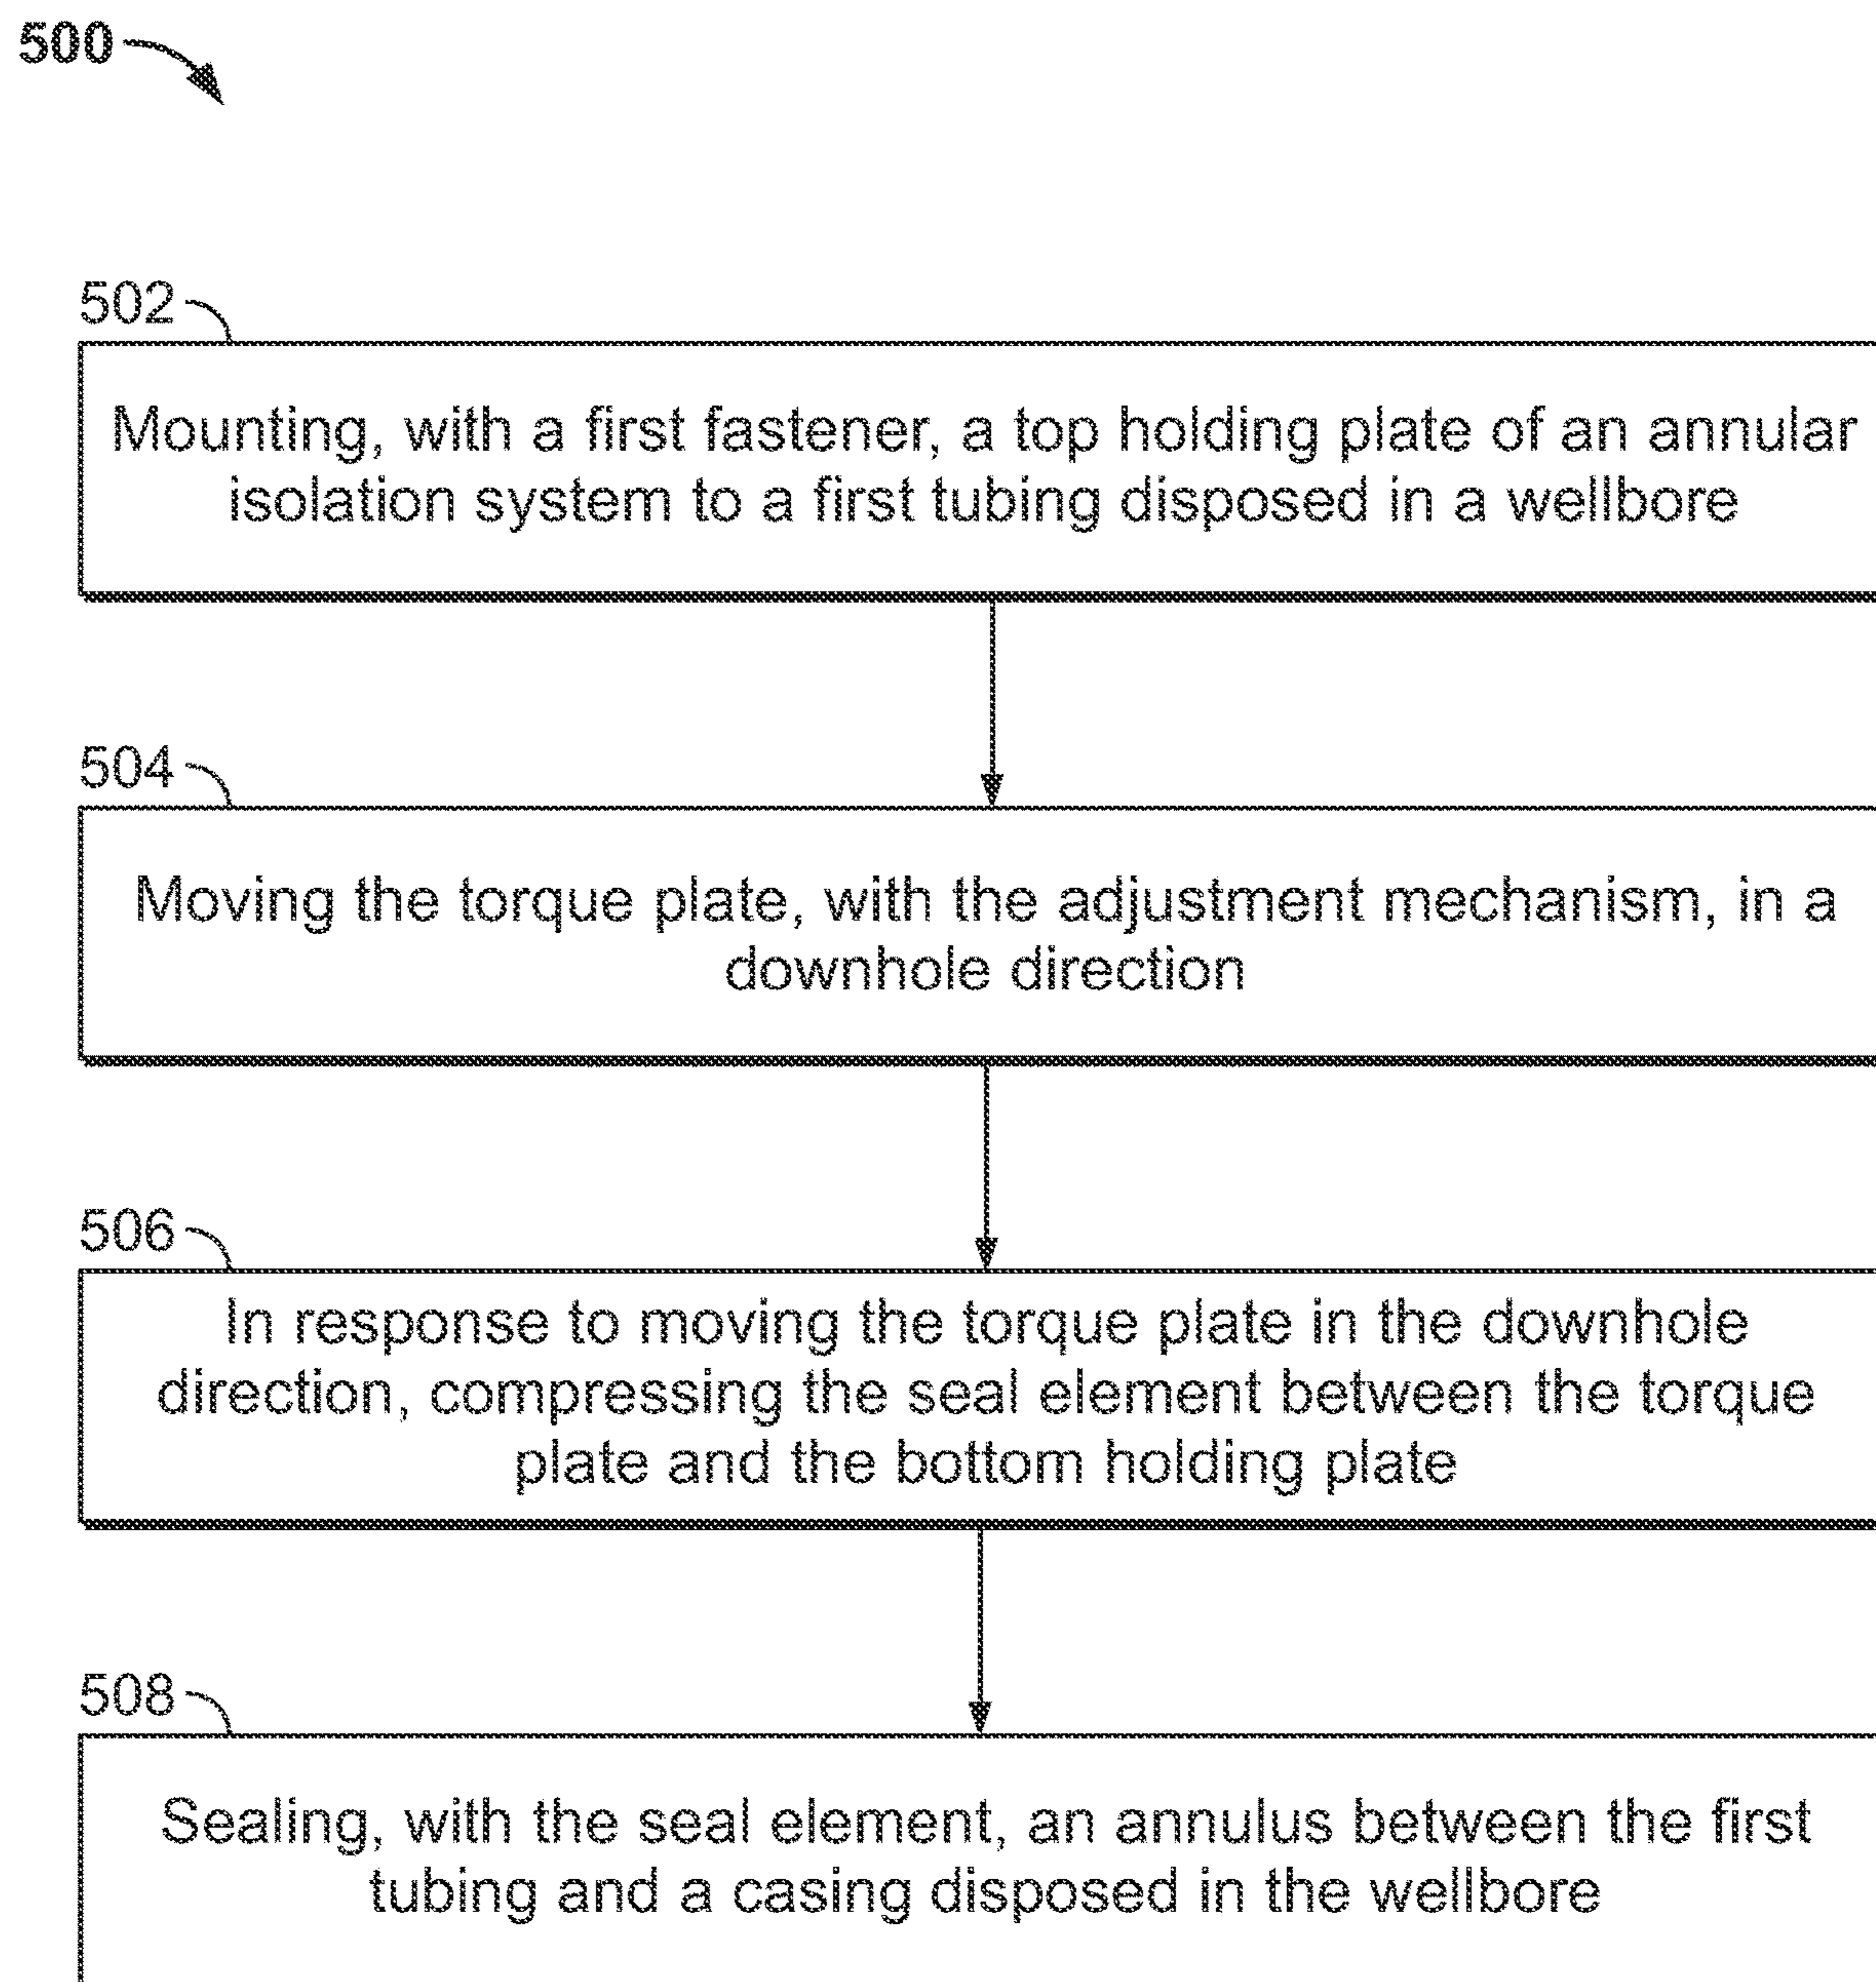 500
502
Mounting, with a first fastener, a top holding plate of an annular
isolation system to a first tubing disposed in a wellbore
504
Moving the torque plate, with the adjustment mechanism, in a
downhole direction
506
In response to moving the torque plate in the downhole
direction, compressing the seal element between the torque
plate and the bottom holding plate
508
Sealing, with the seal element, an annulus between the first
tubing and a casing disposed in the wellbore